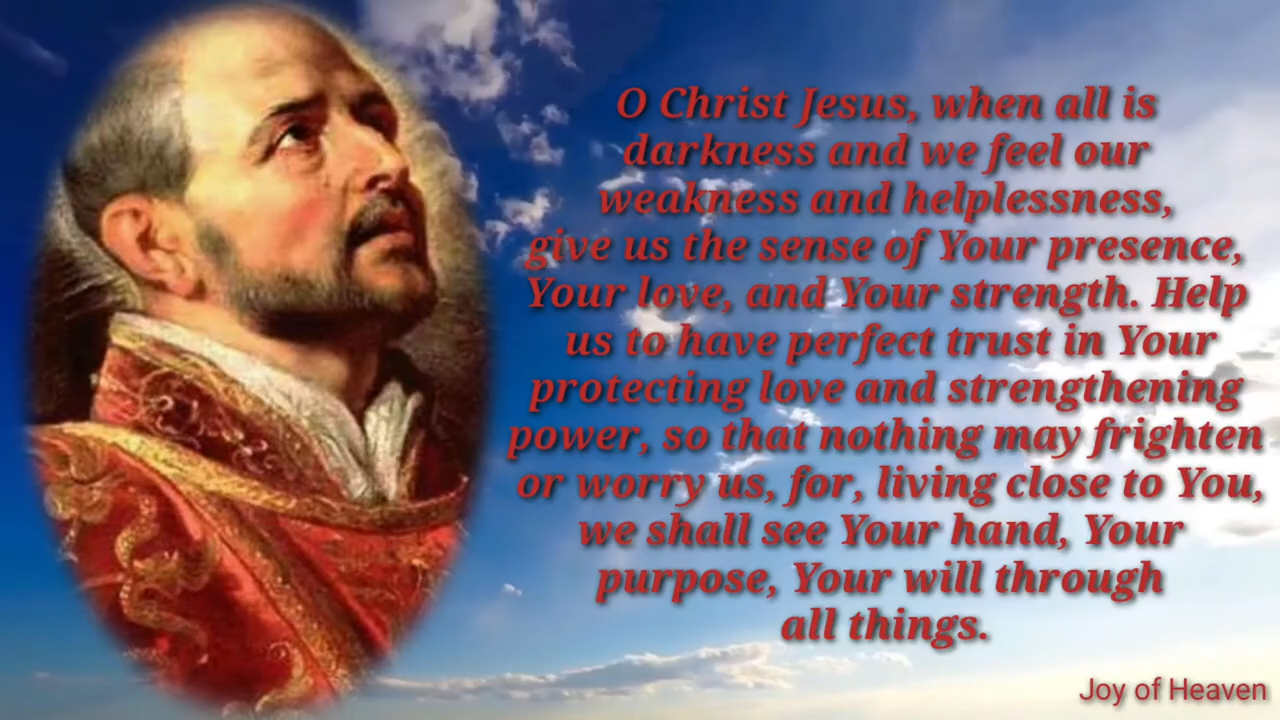 O Christ Jesus, when all is
darkness and we feel our
weakness and helplessness,
give us the sense of Your presence,
Your love, and Your strength. Help
us to have perfect trust in Your
protecting love and strengthening
power, so that nothing may frighten
or worry us, for, living close to You,
we shall see Your hand, Your
purpose, Your will through
all things.
Joy of Heaven